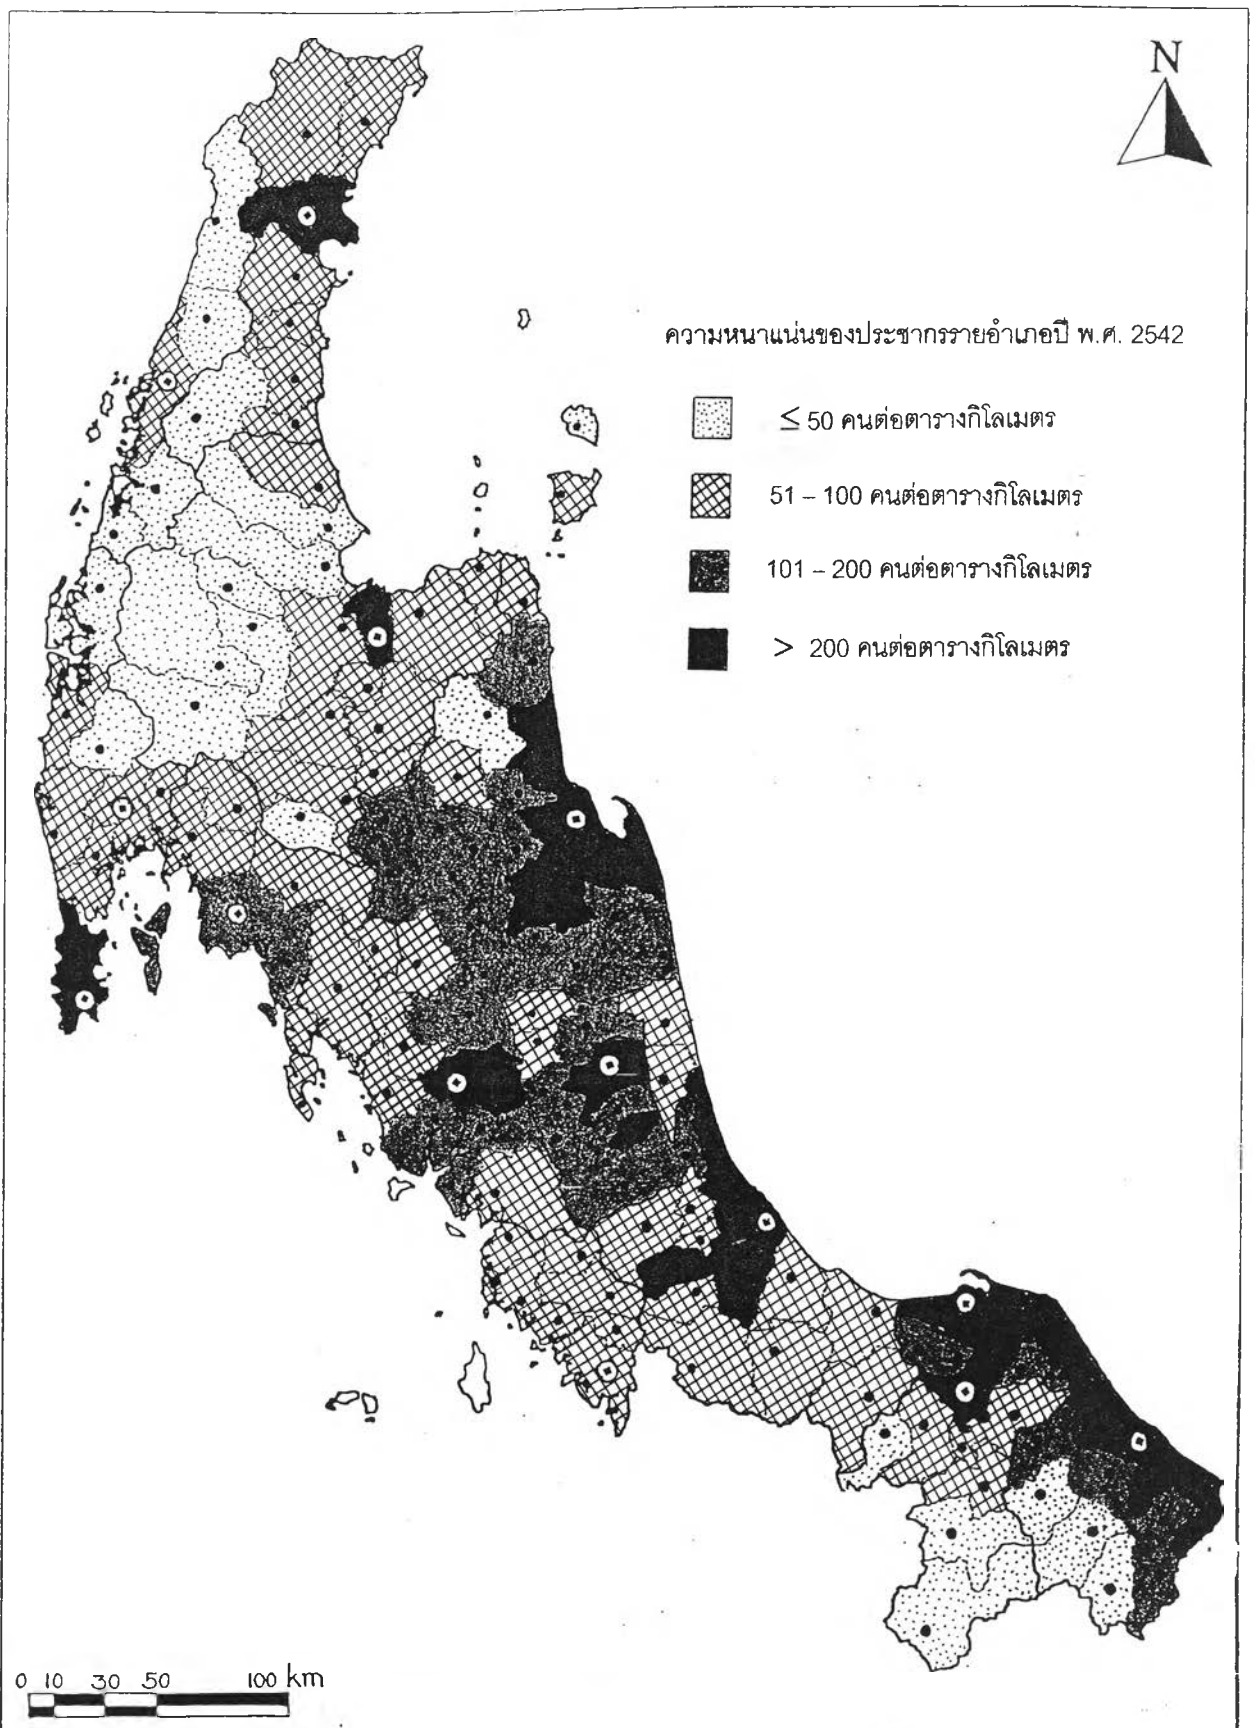 N
ความหนาแน่นของประชากรรายอำเภอปี พ.ศ. 2542
≤ 50 คนต่อตารางกิโลเมตร
51 – 100 คนต่อตารางกิโลเมตร
101 – 200 คนต่อตารางกิโลเมตร
> 200 คนต่อตารางกิโลเมตร
0 10 30 50 100 km